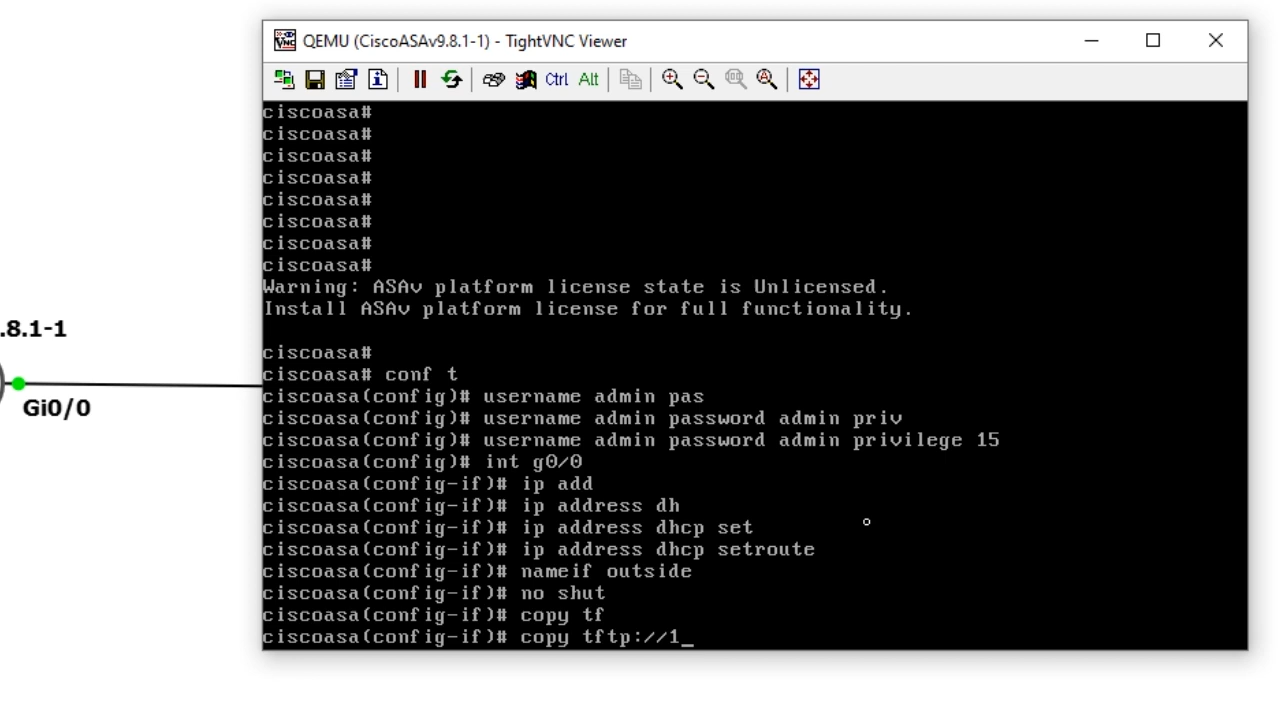 QEMU (CiscoASAv9.8.1-1) - TightVNC Viewer
Ctrl Alt
ciscoasa#
ciscoasa#
ciscoasa#
ciscoasa#
ciscoasa#
ciscoasa#
ciscoasa#
ciscoasa#
Warning: ASAv platform license state is Unlicensed.
Install ASAv platform license for full functionality.
ciscoasa#
ciscoasa# conf t
ciscoasa(config)# username admin pas
ciscoasa(config)# username admin password admin priv
ciscoasa(config)# username admin password admin privilege 15
ciscoasa(config)# int g0/0
ciscoasa(config-if)# ip add
ciscoasa(config-if)# ip address dh
ciscoasa(config-if)# ip address dhcp set
ciscoasa(config-if)# ip address dhcp setroute
ciscoasa(config-if)# nameif outside
ciscoasa(config-if)# no shut
ciscoasa(config-if)# copy tf
ciscoasa(config-if)# copy tftp://1_
.8.1-1
Gi0/0